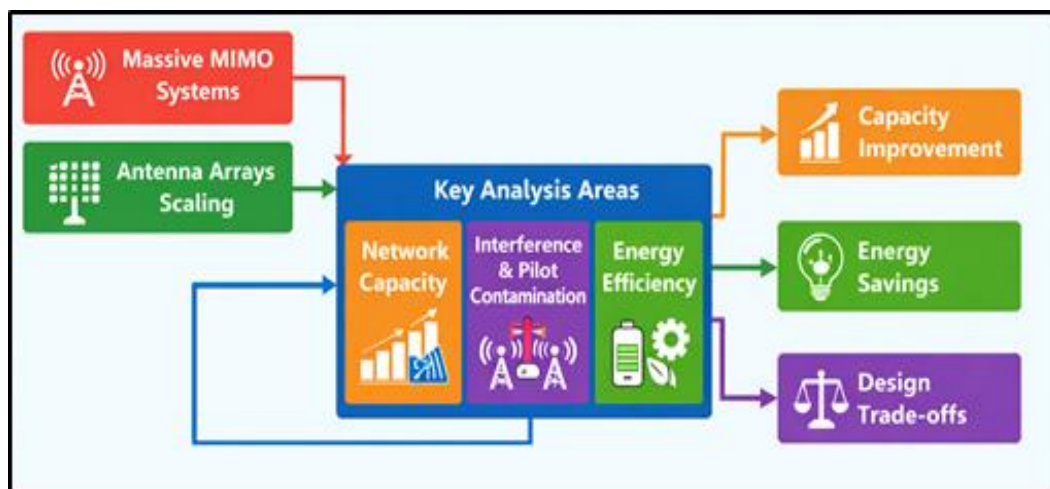 Massive MIMO
Systems
Antenna Arrays
Scaling
Key Analysis Areas
Network
Capacity
Interference
& Pilot
Contamination
Energy
Efficiency
Capacity
Improvement
Energy
Savings
Design
Trade-offs